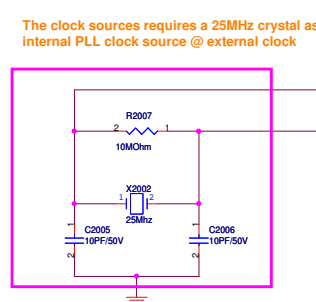 The clock sources requires a 25MHz crystal as
internal PLL clock source @ external clock
R2007
2 1
10MOhm
X2002
1 2
25Mhz
1 1
C2005 C2006
10PF/50V 10PF/50V
2 2